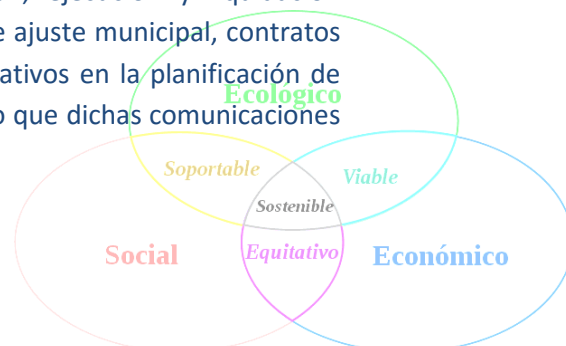 e ajuste municipal, contratos
ativos en la planificación de
o que dichas comunicaciones
Ecológico
Soportable
Viable
Sostenible
Social
Equitativo
Económico